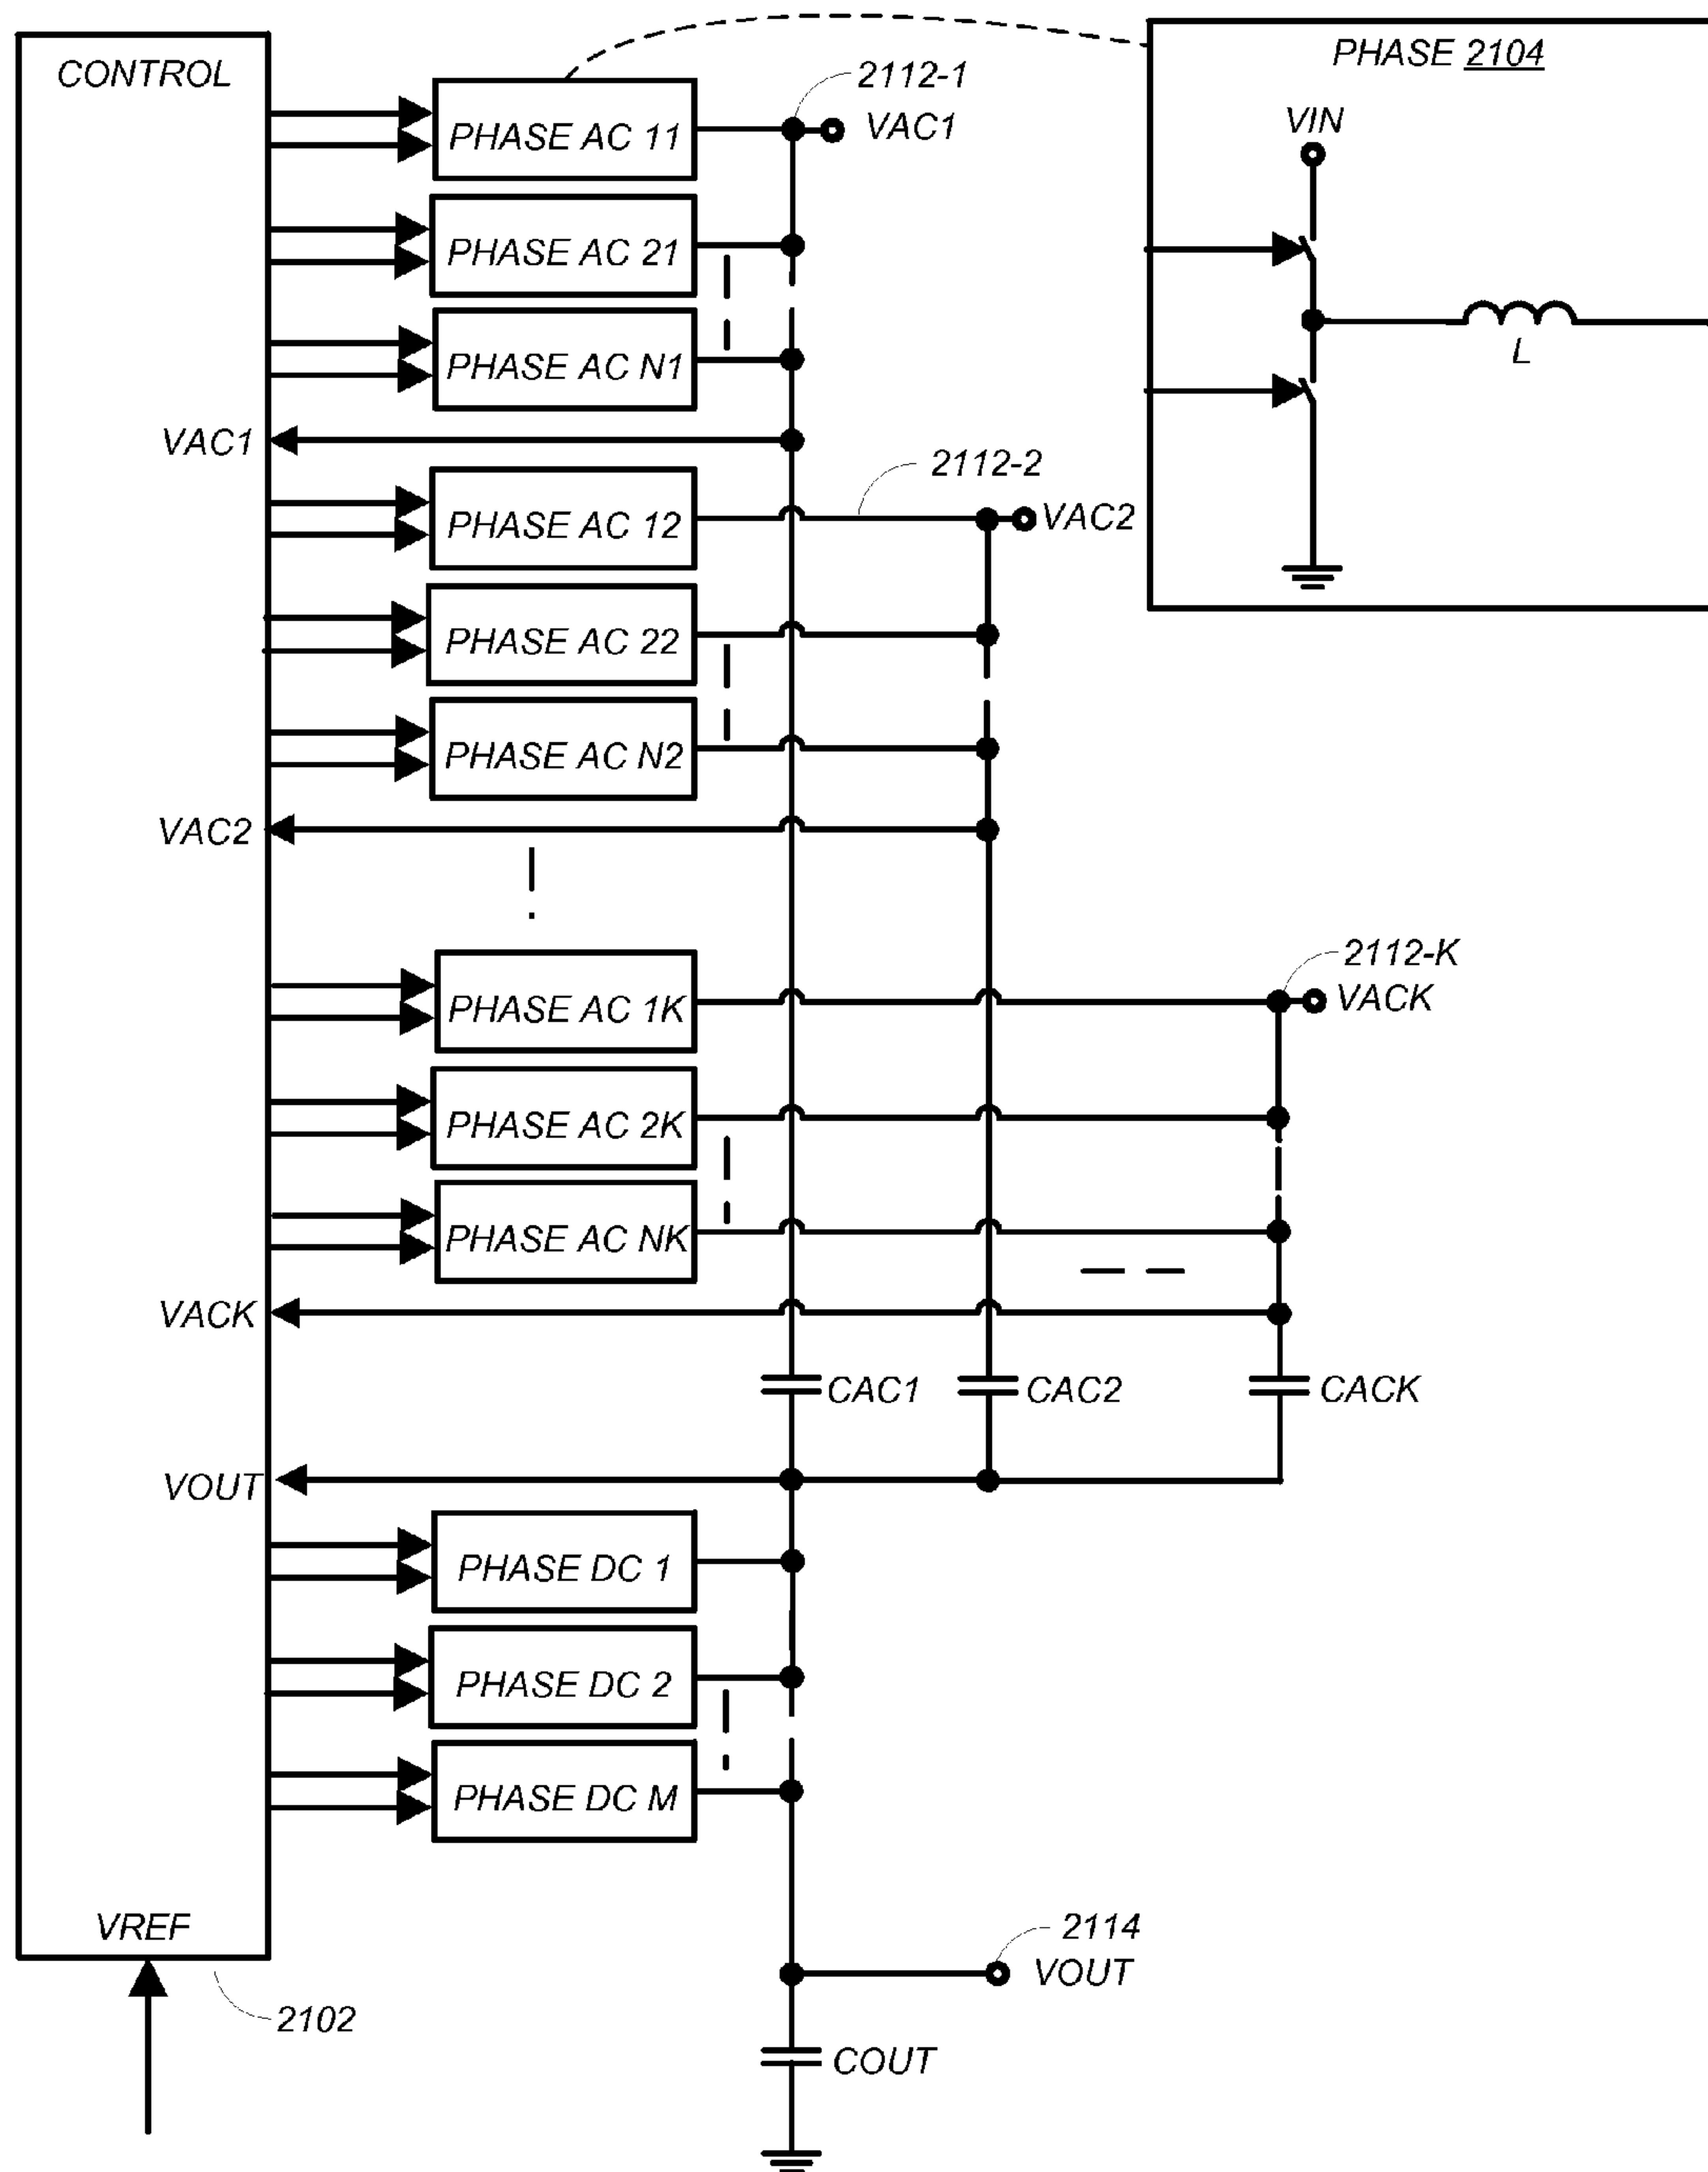 CONTROL
PHASE AC 11
2112-1
VAC1
PHASE 2104
VIN
L
PHASE AC 21
PHASE AC N1
VAC1
2112-2
PHASE AC 12
VAC2
PHASE AC 22
PHASE AC N2
VAC2
2112-K
PHASE AC 1K
VACK
PHASE AC 2K
PHASE AC NK
VACK
CAC1
CAC2
CACK
VOUT
PHASE DC 1
PHASE DC 2
PHASE DC M
VREF
2114
VOUT
2102
COUT